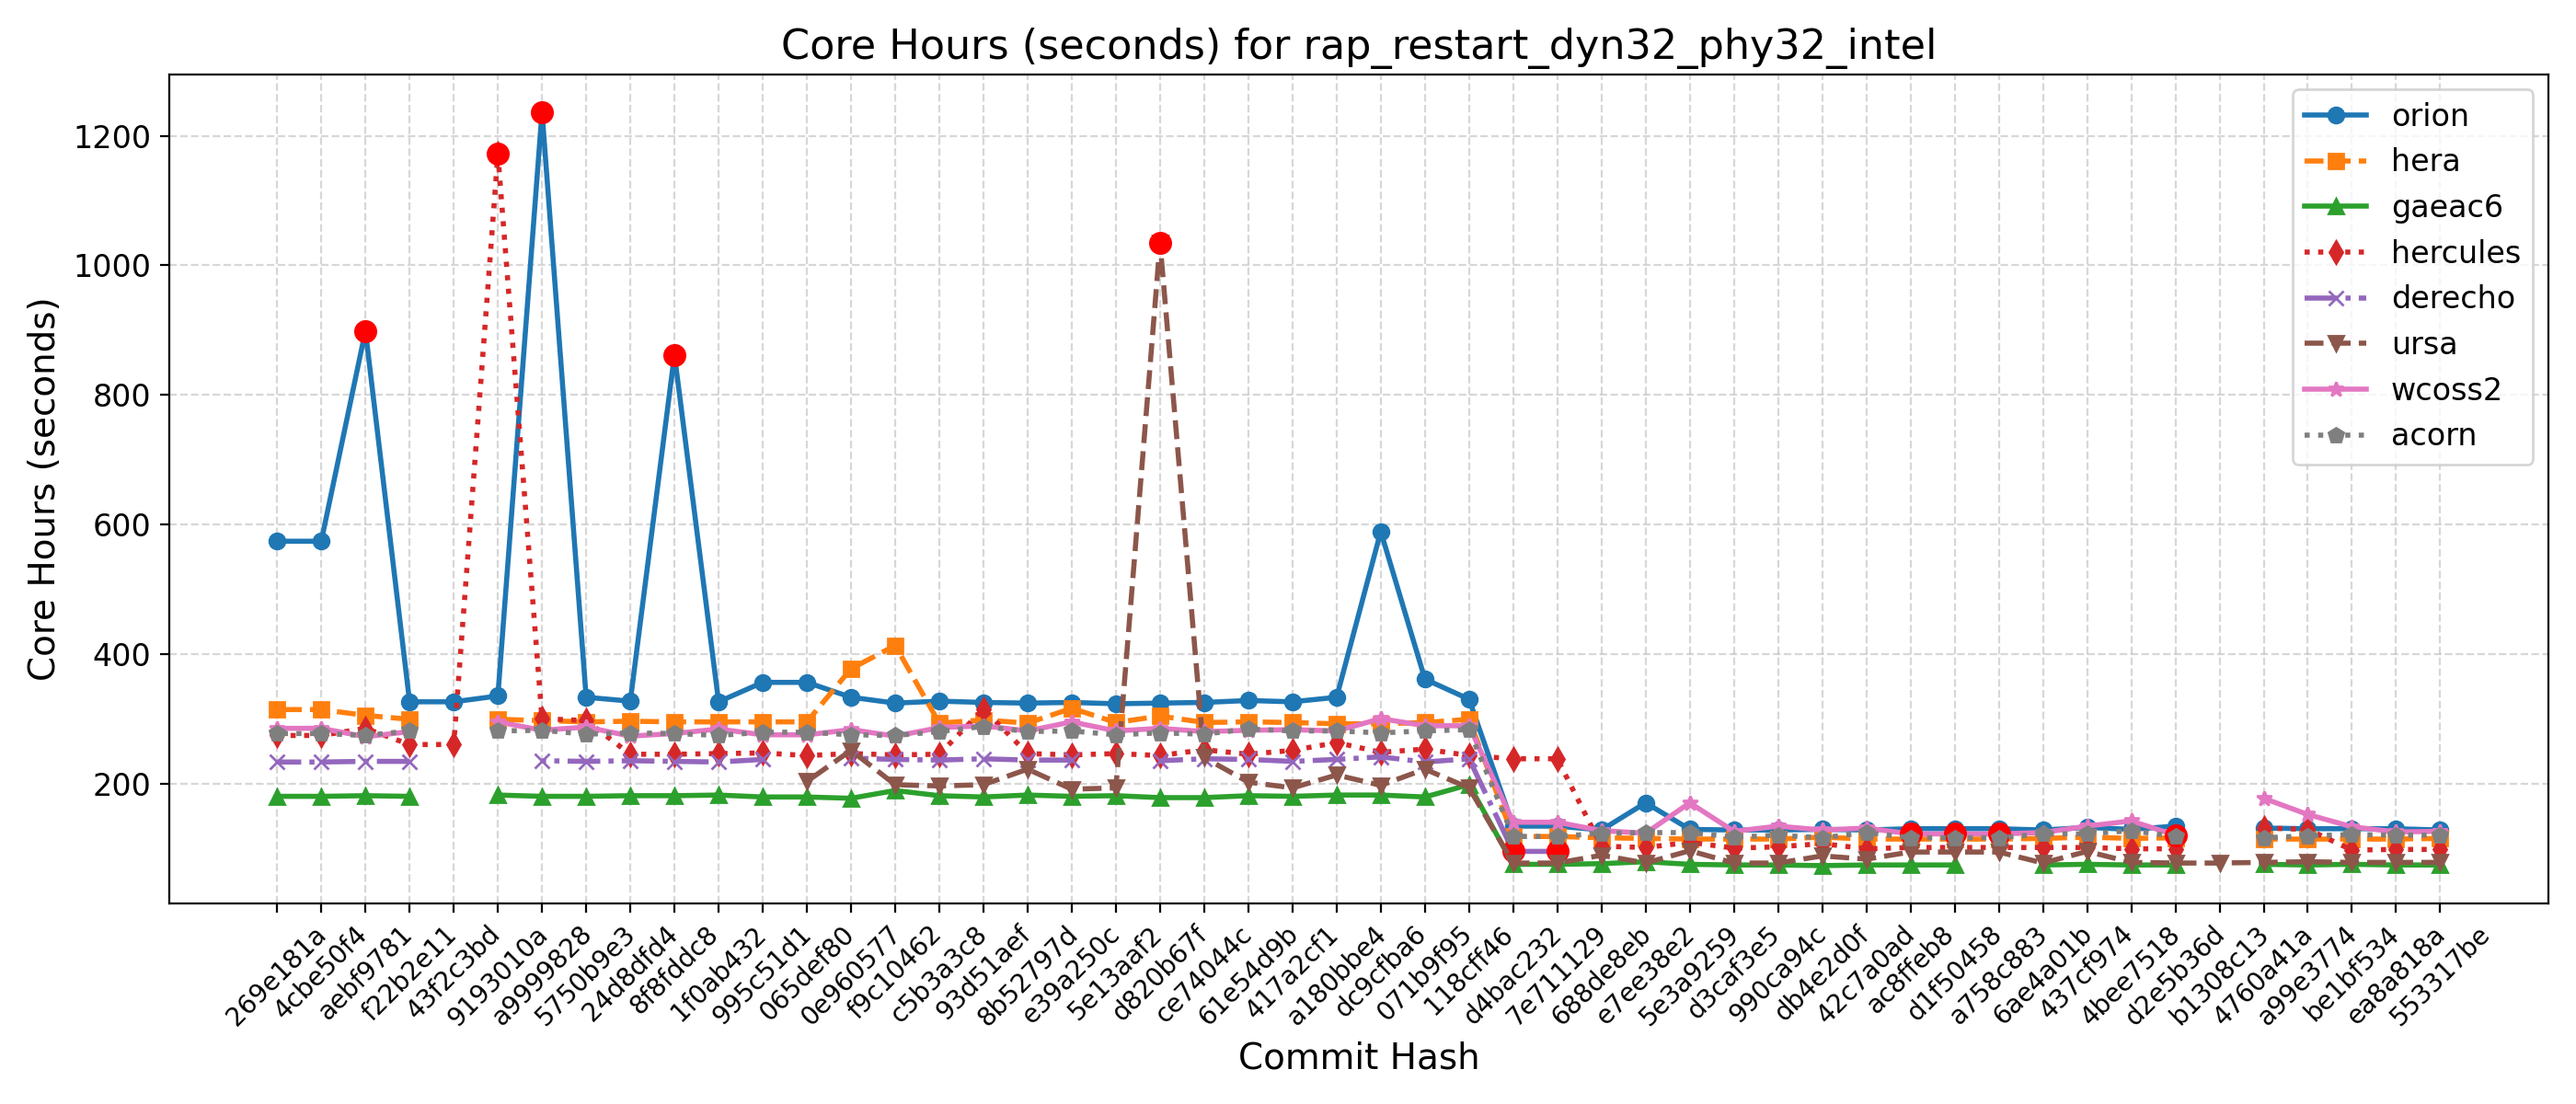 Core Hours (seconds) for rap_restart_dyn32_phy32_intel
Core Hours (seconds)
1200
1000
800
600
400
200
orion
hera
gaeac6
hercules
derecho
ursa
wcoss2
acorn
269e181a
4cbe50f4
aebf9781
f22b2e11
43f2c3bd
9193010a
a9999828
5750b9e3
24d8dfd4
8f8fddc8
1f0ab432
995c51d1
065def80
0e960577
f9c10462
c5b3a3c8
93d51aef
8b52797d
e39a250c
5e13aaf2
d820b67f
ce74044c
61e54d9b
417a2cf1
a180bbe4
dc9cfba6
071b9f95
118cff46
d4bac232
7e711129
688de8eb
e7ee38e2
5e3a9259
d3caf3e5
990ca94c
db4e2d0f
42c7a0ad
ac8ffeb8
d1f50458
a758c883
6ae4a01b
437cf974
4bee7518
d2e5b36d
b1308c13
4760a41a
a99e3774
be1bf534
ea8a818a
553317be
Commit Hash